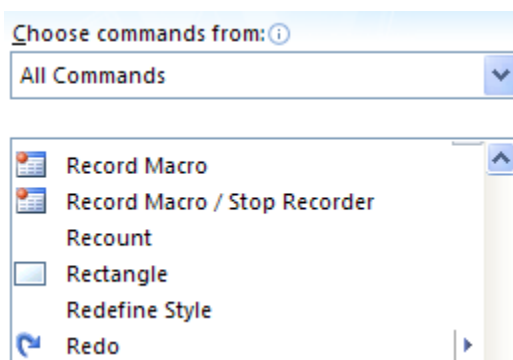 Choose commands from:
All Commands
Record Macro
Record Macro / Stop Recorder
Recount
Rectangle
Redefine Style
Redo